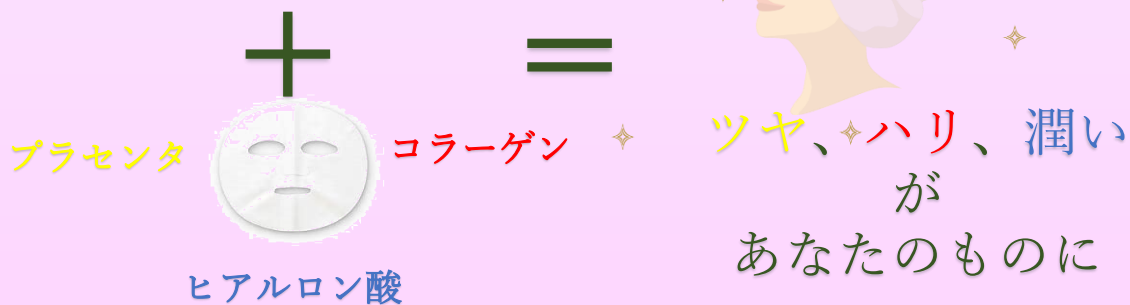 ＋ ＝
プラセンタ
コラーゲン
ヒアルロン酸
ツヤ、ハリ、潤い
が
あなたのものに